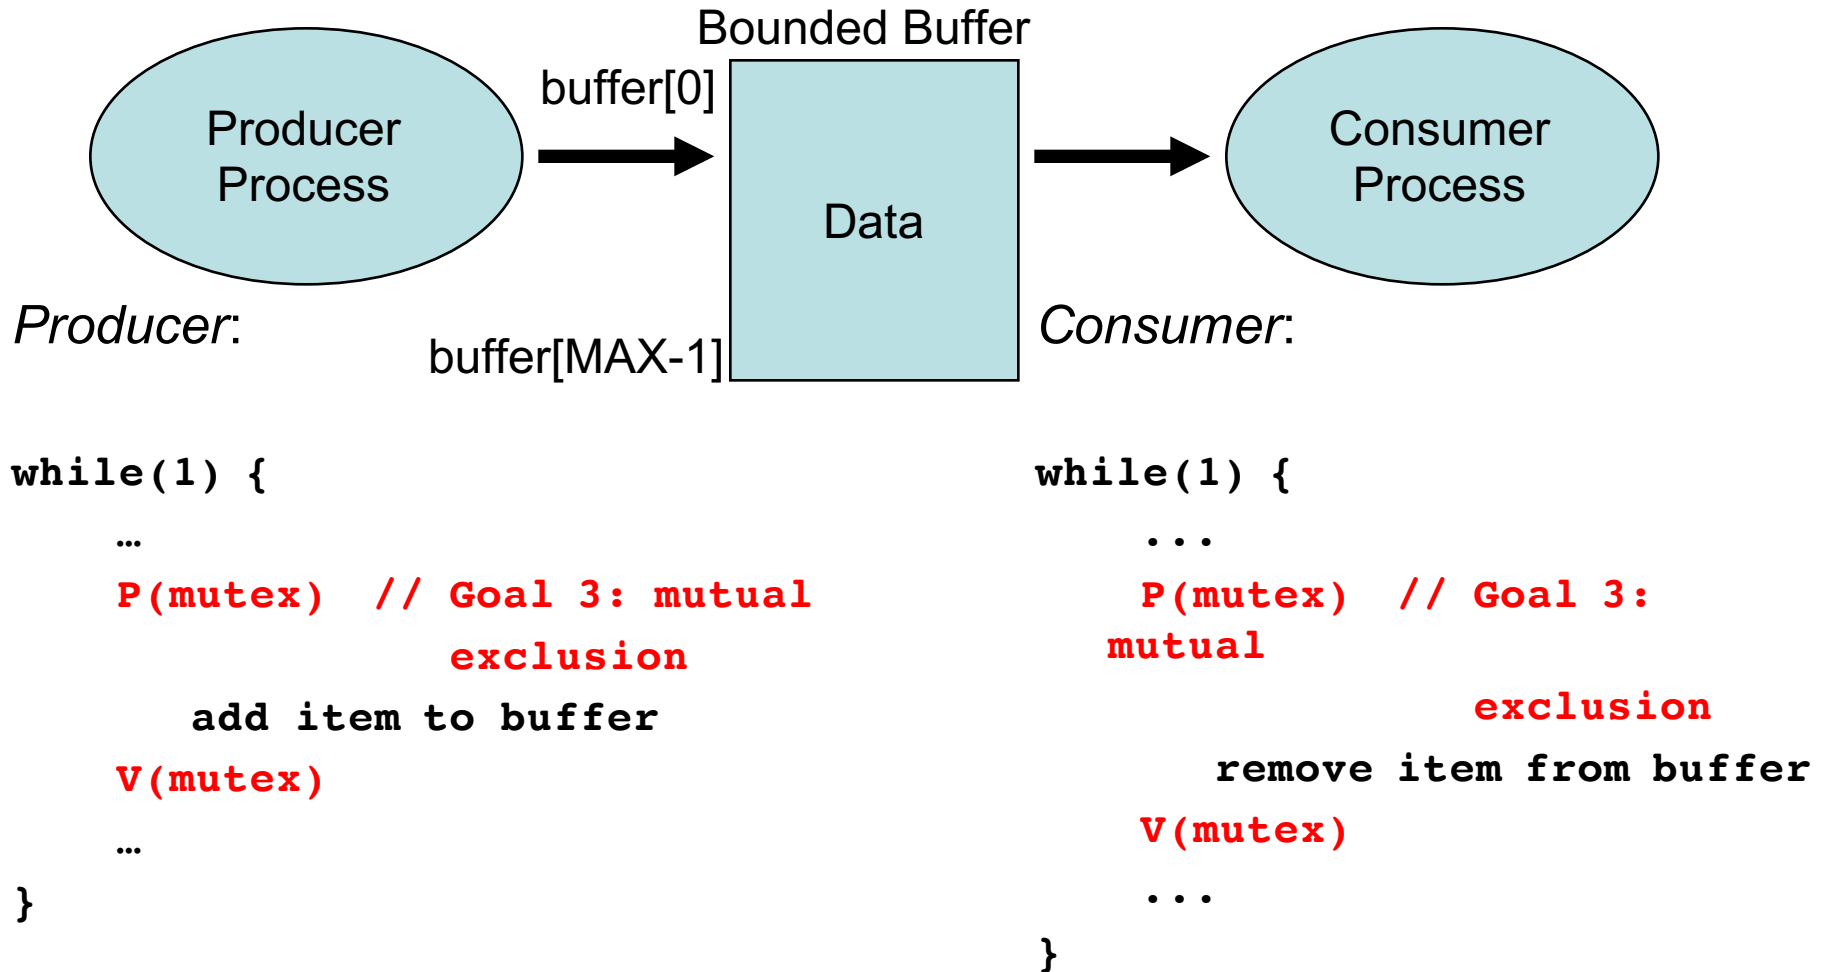 Bounded Buffer
buffer[0]
Producer
Process
Data
Consumer
Process
buffer[MAX-1]
Producer:
while(1) {
…
P(mutex) // Goal 3: mutual
exclusion
add item to buffer
V(mutex)
…
}
Consumer:
while(1) {
...
P(mutex) // Goal 3:
mutual
exclusion
remove item from buffer
V(mutex)
...
}